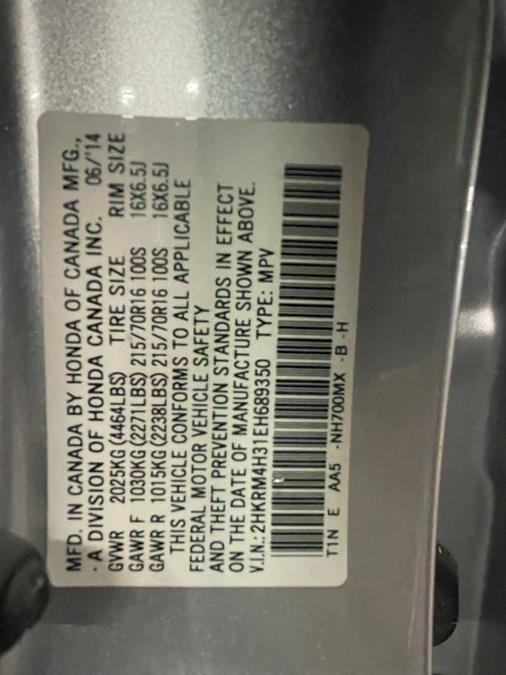 MFD. IN CANADA BY HONDA OF CANADA MFG.,
- A DIVISION OF HONDA CANADA INC. 06/'14
GVWR 2025KG(4464LBS) TIRE SIZE RIM SIZE
GAWR F 1030KG(2271LBS) 215/70R16 100S 16X6.5J
GAWR R 1015KG(2238LBS) 215/70R16 100S 16X6.5J
THIS VEHICLE CONFORMS TO ALL APPLICABLE
FEDERAL MOTOR VEHICLE SAFETY
AND THEFT PREVENTION STANDARDS IN EFFECT
ON THE DATE OF MANUFACTURE SHOWN ABOVE.
V.I.N.: 2HKRM4H31EH689350 TYPE: MPV
T1N E AA5 -NH700MX -B -H